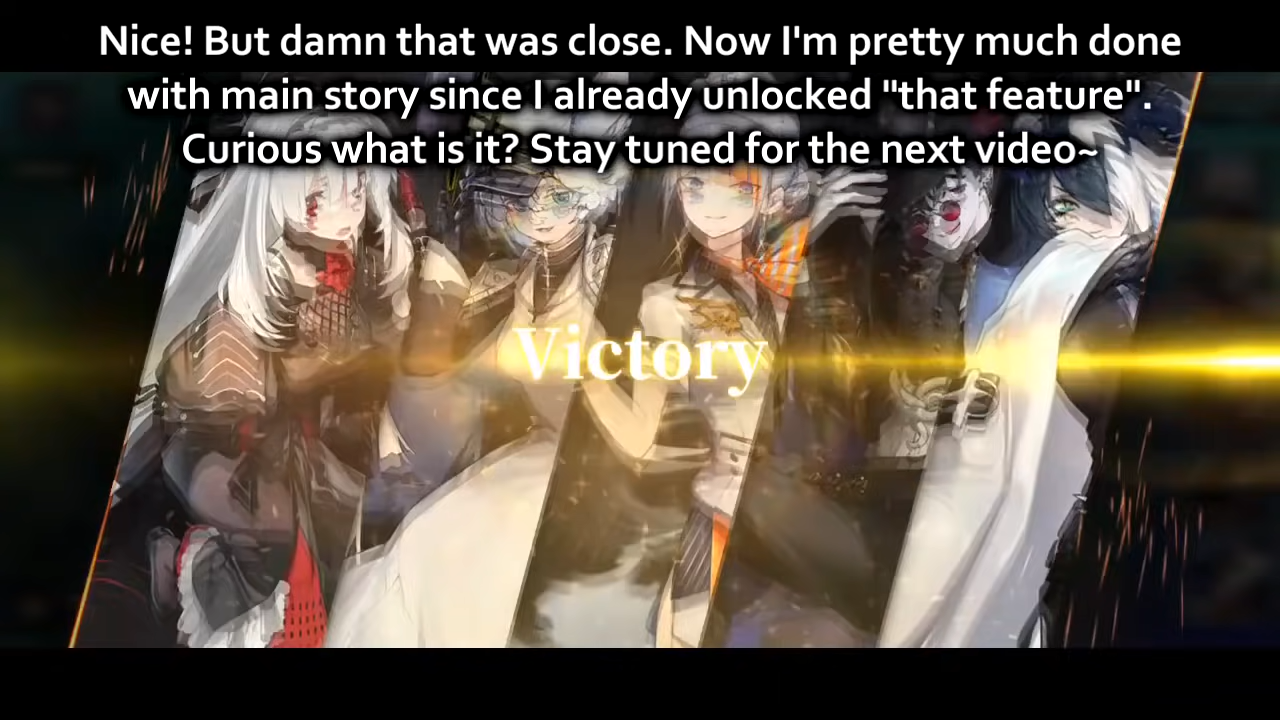 Nice! But damn that was close. Now I'm pretty much done
with main story since I already unlocked "that feature".
Curious what is it? Stay tuned for the next video~
Victory